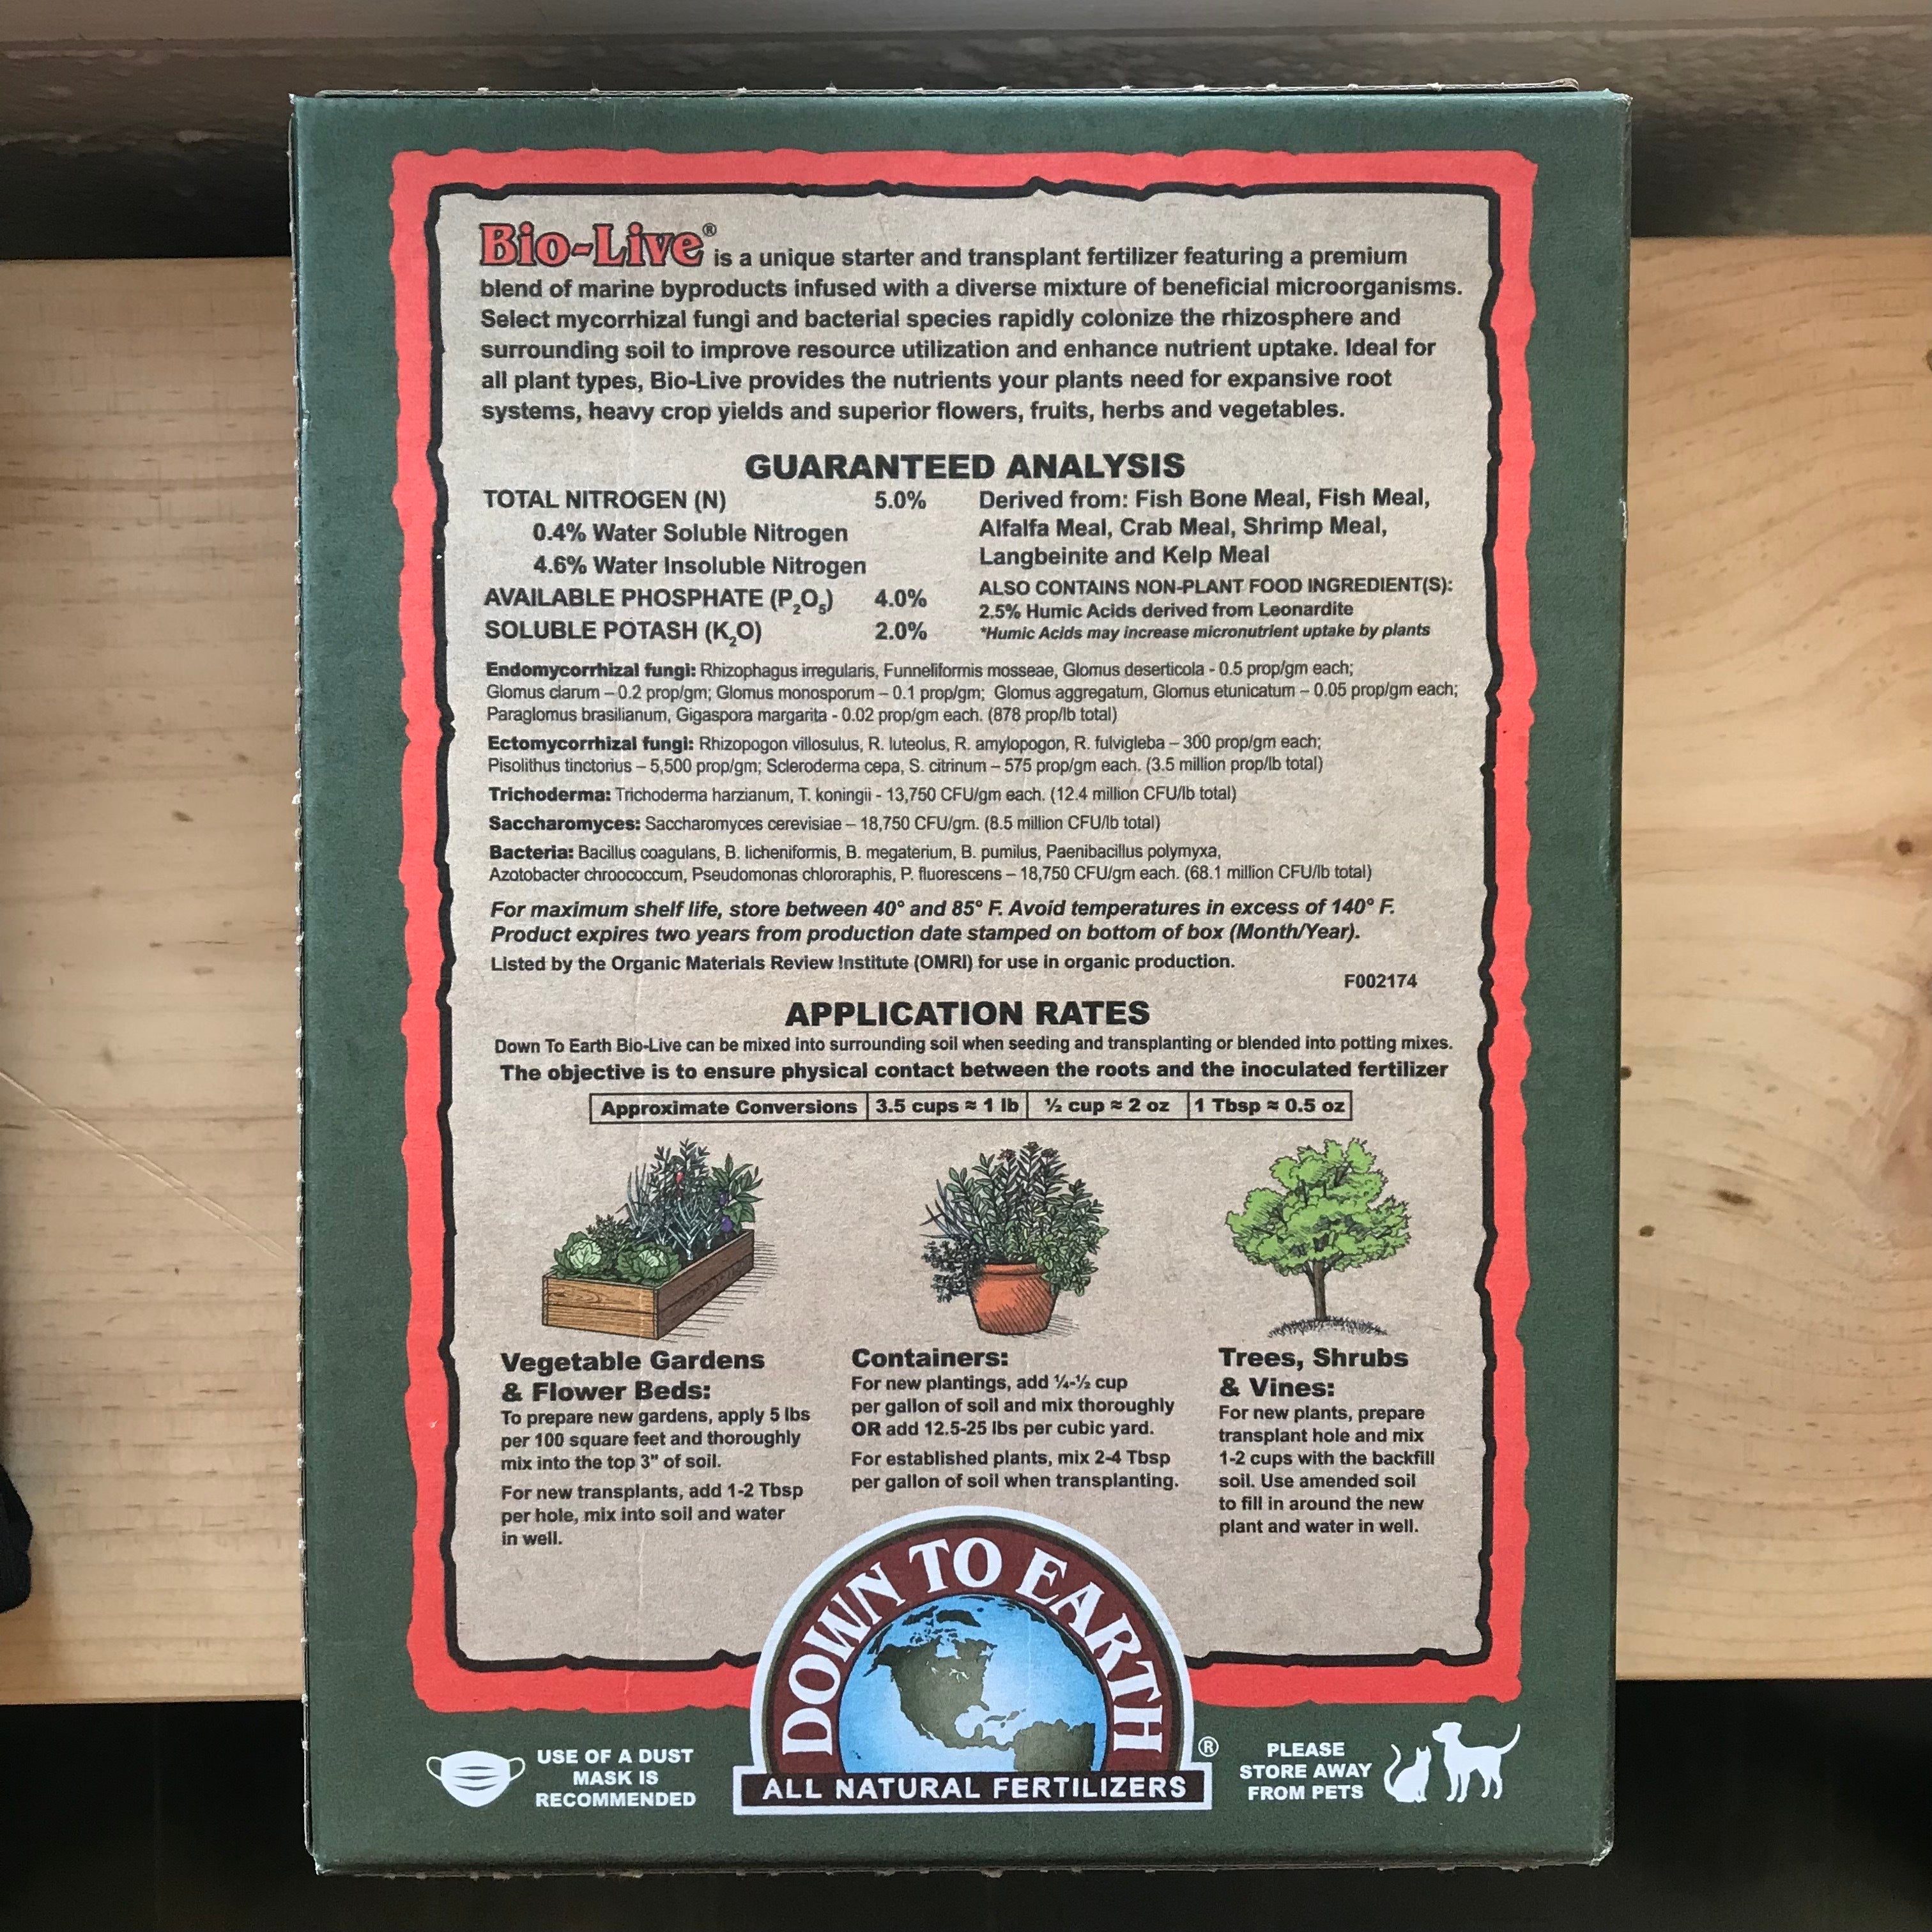 Bio-Live® is a unique starter and transplant fertilizer featuring a premium
blend of marine byproducts infused with a diverse mixture of beneficial microorganisms.
Select mycorrhizal fungi and bacterial species rapidly colonize the rhizosphere and
surrounding soil to improve resource utilization and enhance nutrient uptake. Ideal for
all plant types, Bio-Live provides the nutrients your plants need for expansive root
systems, heavy crop yields and superior flowers, fruits, herbs and vegetables.
GUARANTEED ANALYSIS
TOTAL NITROGEN (N) 5.0%
0.4% Water Soluble Nitrogen
4.6% Water Insoluble Nitrogen
AVAILABLE PHOSPHATE (P₂O₅) 4.0%
SOLUBLE POTASH (K₂O) 2.0%
Derived from: Fish Bone Meal, Fish Meal,
Alfalfa Meal, Crab Meal, Shrimp Meal,
Langbeinite and Kelp Meal
ALSO CONTAINS NON-PLANT FOOD INGREDIENT(S):
2.5% Humic Acids derived from Leonardite
*Humic Acids may increase micronutrient uptake by plants
Endomycorrhizal fungi: Rhizophagus irregularis, Funneliformis mosseae, Glomus deserticola - 0.5 prop/gm each;
Glomus clarum – 0.2 prop/gm; Glomus monosporum – 0.1 prop/gm; Glomus aggregatum, Glomus etunicatum – 0.05 prop/gm each;
Paraglomus brasilianum, Gigaspora margarita - 0.02 prop/gm each. (878 prop/lb total)
Ectomycorrhizal fungi: Rhizopogon villosulus, R. luteolus, R. amylopogon, R. fulvigleba – 300 prop/gm each;
Pisolithus tinctorius – 5,500 prop/gm; Scleroderma cepa, S. citrinum – 575 prop/gm each. (3.5 million prop/lb total)
Trichoderma: Trichoderma harzianum, T. koningii - 13,750 CFU/gm each. (12.4 million CFU/lb total)
Saccharomyces: Saccharomyces cerevisiae – 18,750 CFU/gm. (8.5 million CFU/lb total)
Bacteria: Bacillus coagulans, B. licheniformis, B. megaterium, B. pumilus, Paenibacillus polymyxa,
Azotobacter chroococcum, Pseudomonas chlororaphis, P. fluorescens – 18,750 CFU/gm each. (68.1 million CFU/lb total)
For maximum shelf life, store between 40° and 85° F. Avoid temperatures in excess of 140° F.
Product expires two years from production date stamped on bottom of box (Month/Year).
Listed by the Organic Materials Review Institute (OMRI) for use in organic production.
F002174
APPLICATION RATES
Down To Earth Bio-Live can be mixed into surrounding soil when seeding and transplanting or blended into potting mixes.
The objective is to ensure physical contact between the roots and the inoculated fertilizer
Approximate Conversions 3.5 cups ≈ 1 lb ½ cup ≈ 2 oz 1 Tbsp ≈ 0.5 oz
Vegetable Gardens
& Flower Beds:
To prepare new gardens, apply 5 lbs
per 100 square feet and thoroughly
mix into the top 3" of soil.
For new transplants, add 1-2 Tbsp
per hole, mix into soil and water
in well.
Containers:
For new plantings, add ¼-½ cup
per gallon of soil and mix thoroughly
OR add 12.5-25 lbs per cubic yard.
For established plants, mix 2-4 Tbsp
per gallon of soil when transplanting.
Trees, Shrubs
& Vines:
For new plants, prepare
transplant hole and mix
1-2 cups with the backfill
soil. Use amended soil
to fill in around the new
plant and water in well.
DOWN TO EARTH ®
ALL NATURAL FERTILIZERS
USE OF A DUST
MASK IS
RECOMMENDED
PLEASE
STORE AWAY
FROM PETS